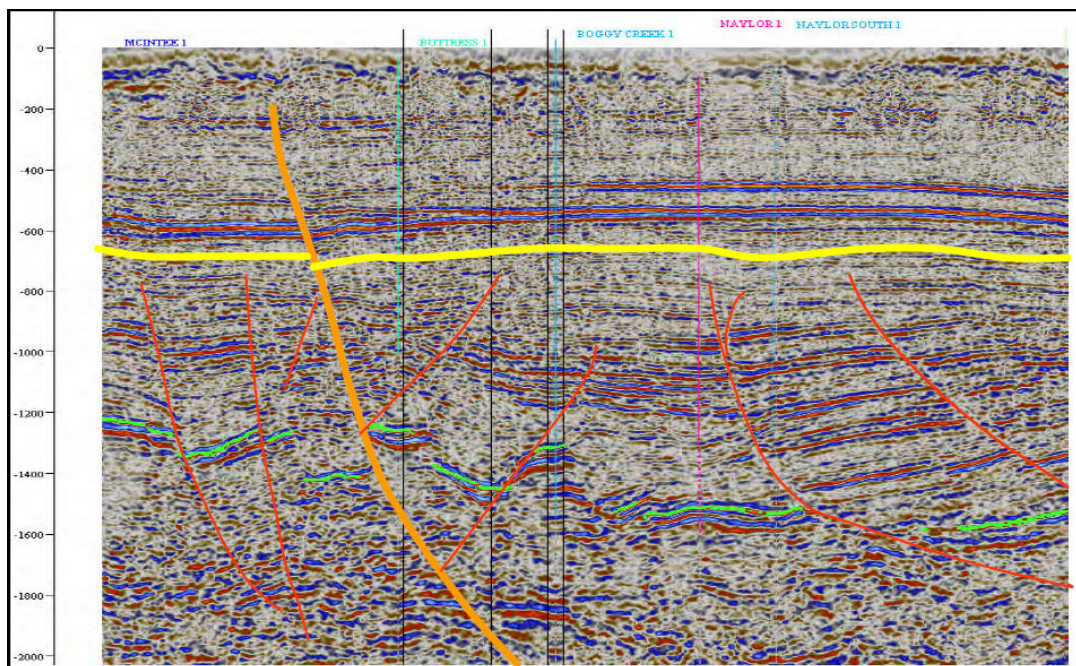 NAYLOR 1
NAYLOR SOUTH 1
MCINTEE 1
BUTTRESS 1
BOGGY CREEK 1
0
-200
-400
-600
-800
-1000
-1200
-1400
-1600
-1800
-2000